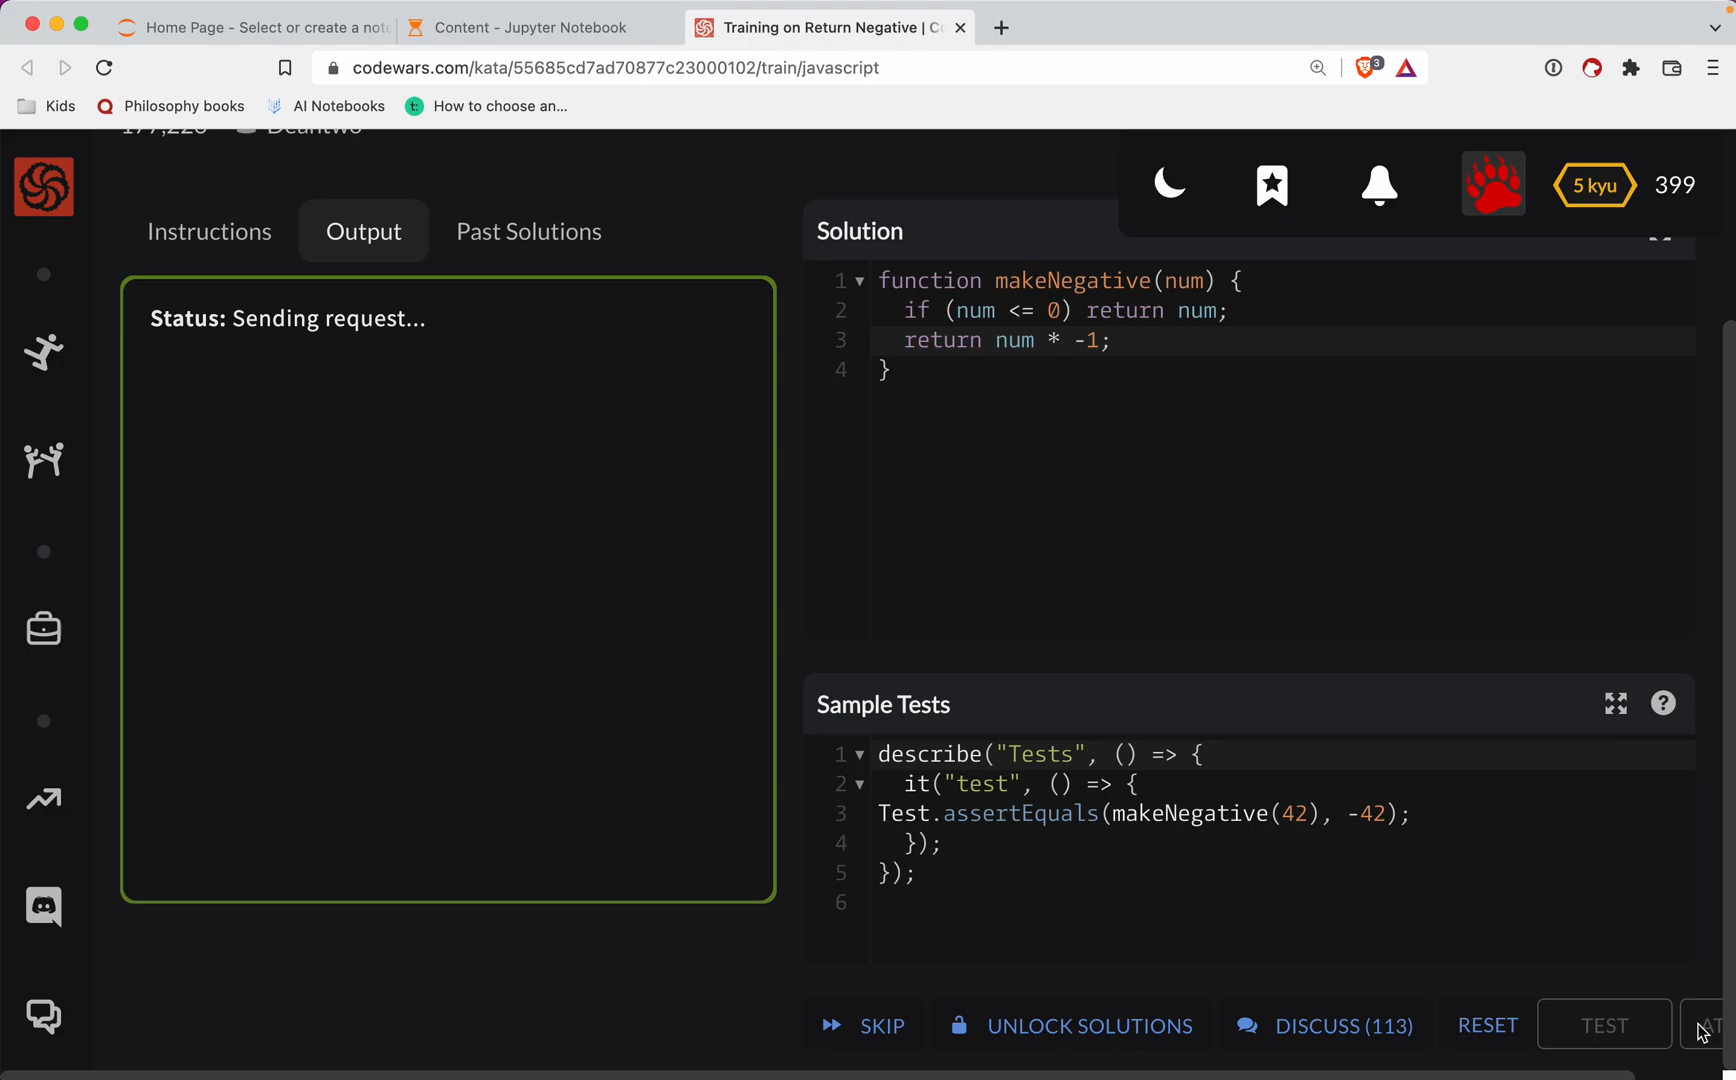 Home Page - Select or create a note
Content - Jupyter Notebook
Training on Return Negative | Co
codewars.com/kata/55685cd7ad70877c23000102/train/javascript
3
Kids
Philosophy books
AI Notebooks
t:
How to choose an...
5 kyu
399
Instructions
Output
Past Solutions
Status: Sending request...
Solution
1 function makeNegative(num) {
2 if (num <= 0) return num;
3 return num * -1;
4 }
Sample Tests
?
1 describe("Tests", () => {
2 it("test", () => {
3 Test.assertEquals(makeNegative(42), -42);
4 });
5 });
6
SKIP
UNLOCK SOLUTIONS
DISCUSS (113)
RESET
TEST